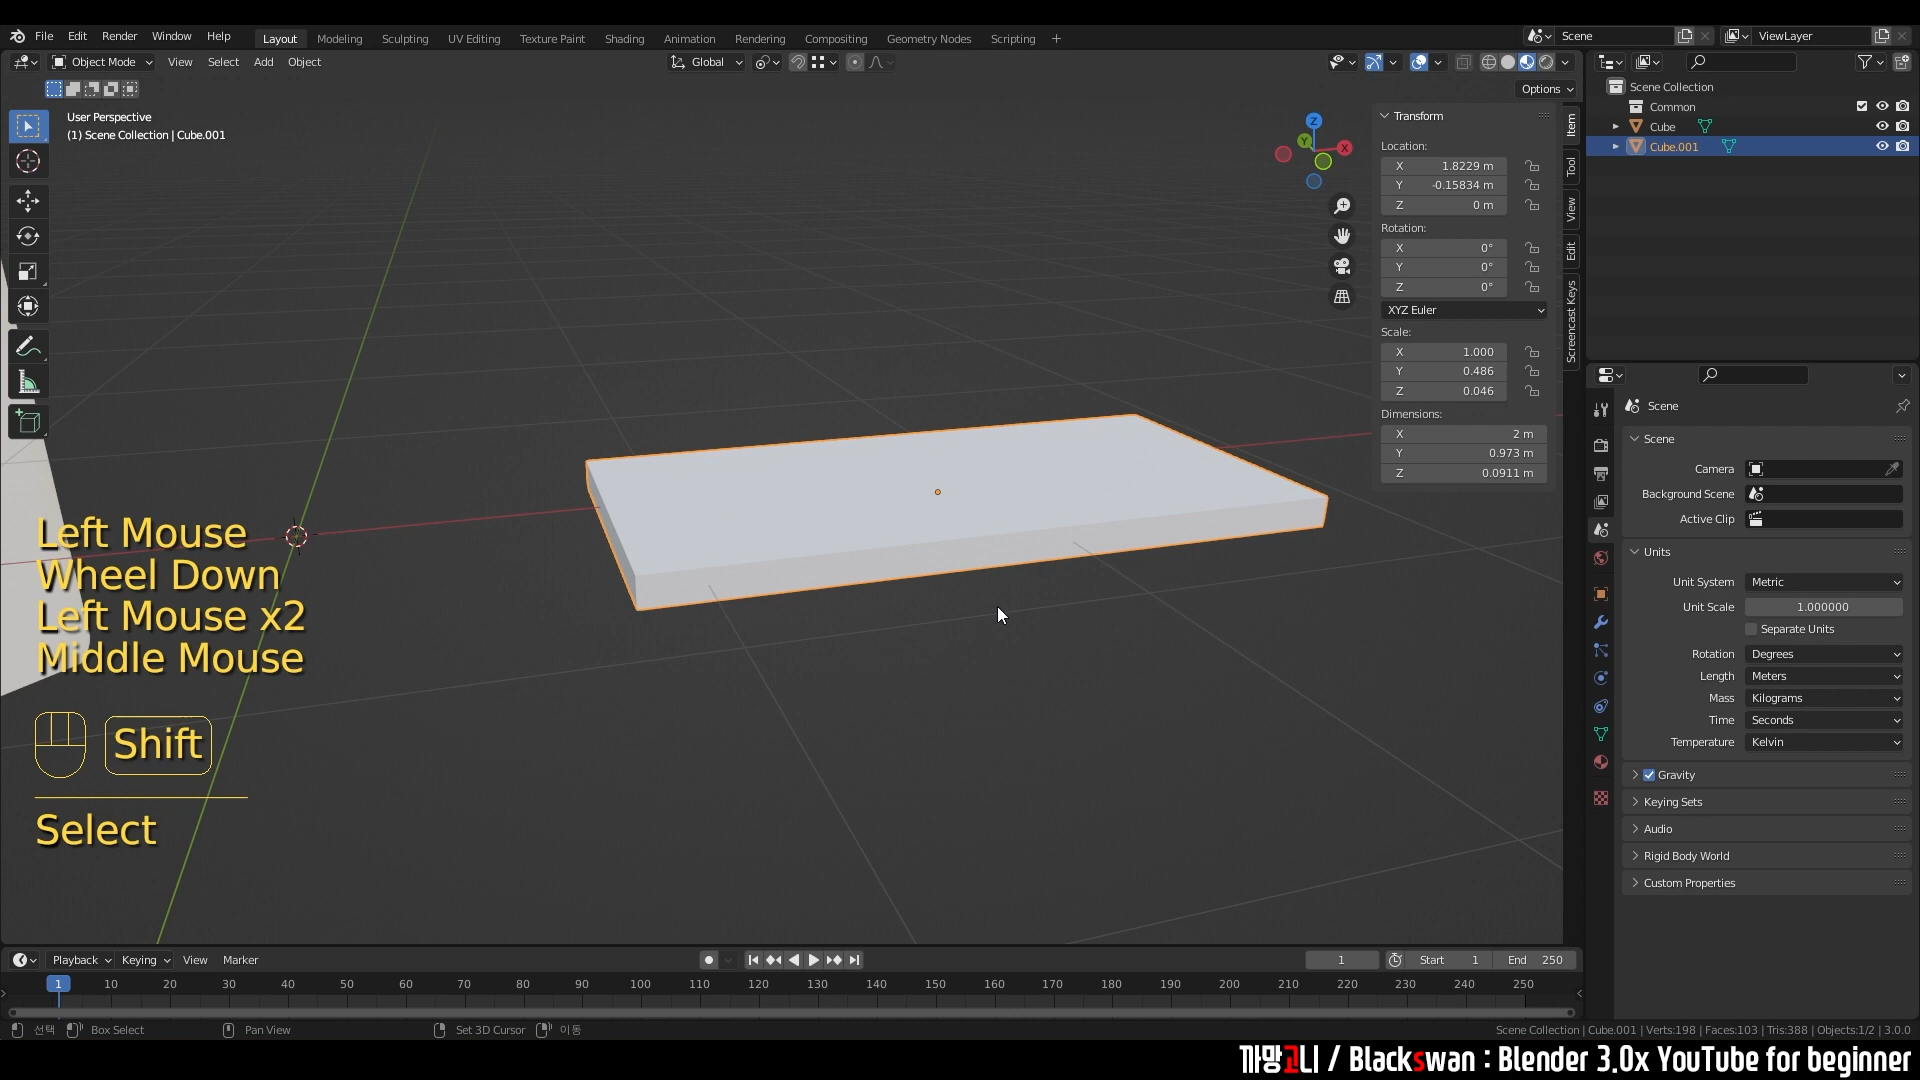 File Edit Render Window Help Layout Modeling Sculpting UV Editing Texture Paint Shading Animation Rendering Compositing Geometry Nodes Scripting + Scene ViewLayer
Object Mode View Select Add Object Global
Options
User Perspective
(1) Scene Collection | Cube.001
Z
Y
X
Transform
Location:
X 1.8229 m
Y -0.15834 m
Z 0 m
Rotation:
X 0°
Y 0°
Z 0°
XYZ Euler
Scale:
X 1.000
Y 0.486
Z 0.046
Dimensions:
X 2 m
Y 0.973 m
Z 0.0911 m
Item
Tool
View
Edit
Screencast Keys
Scene Collection
Common
Cube
Cube.001
Scene
Scene
Camera
Background Scene
Active Clip
Units
Unit System Metric
Unit Scale 1.000000
Separate Units
Rotation Degrees
Length Meters
Mass Kilograms
Time Seconds
Temperature Kelvin
Gravity
Keying Sets
Audio
Rigid Body World
Custom Properties
Left Mouse
Wheel Down
Left Mouse x2
Middle Mouse
Shift
Select
Playback Keying View Marker 1 Start 1 End 250
1 10 20 30 40 50 60 70 80 90 100 110 120 130 140 150 160 170 180 190 200 210 220 230 240 250
선택 Box Select Pan View Set 3D Cursor 이동 Scene Collection | Cube.001 | Verts:198 | Faces:103 | Tris:388 | Objects:1/2 | 3.0.0
까망고니 / Blackswan : Blender 3.0x YouTube for beginner